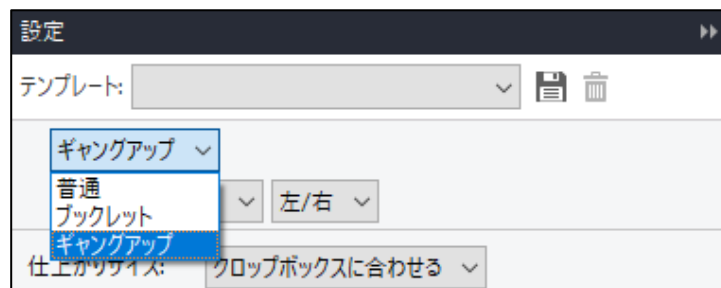 設定
テンプレート:
ギャングアップ
普通
ブックレット
ギャングアップ
左/右
仕上がりサイズ: クロップボックスに合わせる